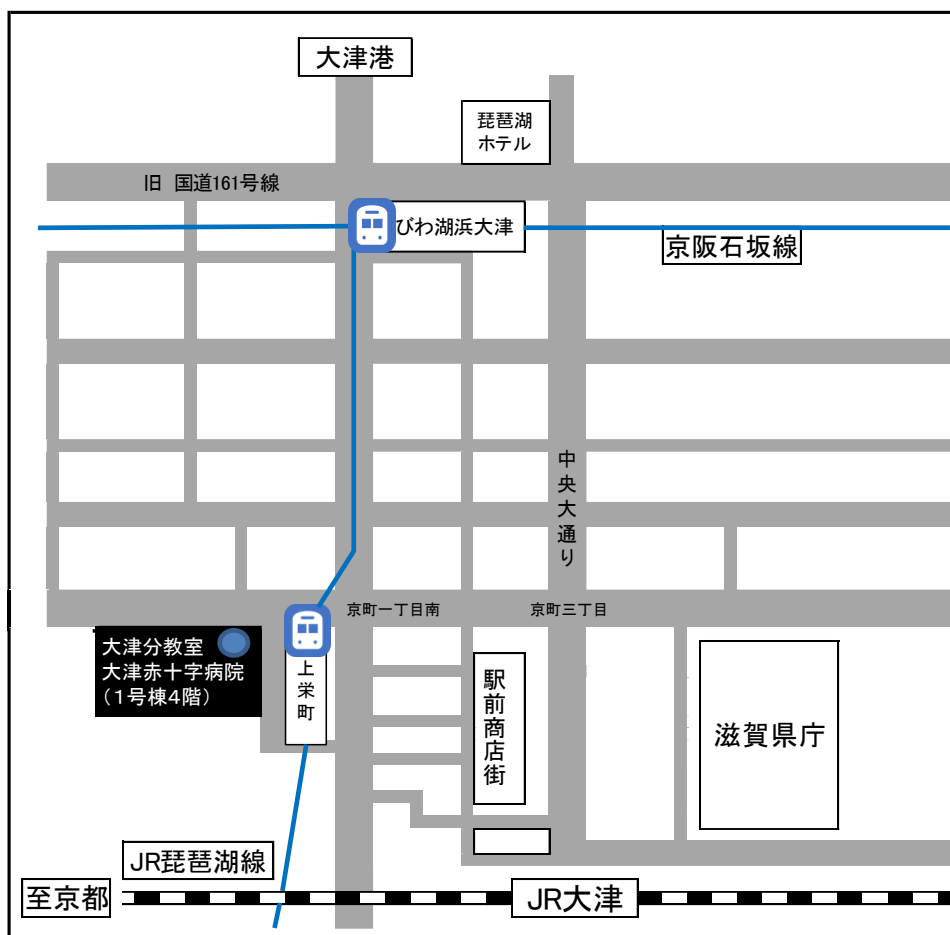 大津港
琵琶湖
ホテル
旧 国道161号線
びわ湖浜大津
京阪石坂線
中央大通り
京町一丁目南
京町三丁目
大津分教室
大津赤十字病院
（1号棟4階）
上栄町
駅前商店街
滋賀県庁
JR琵琶湖線
至京都
JR大津